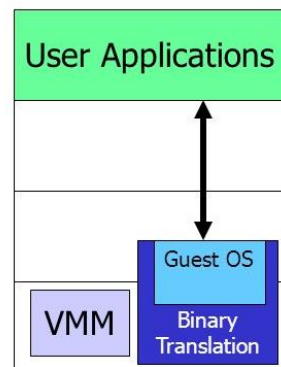 User Applications
Guest OS
VMM
Binary
Translation